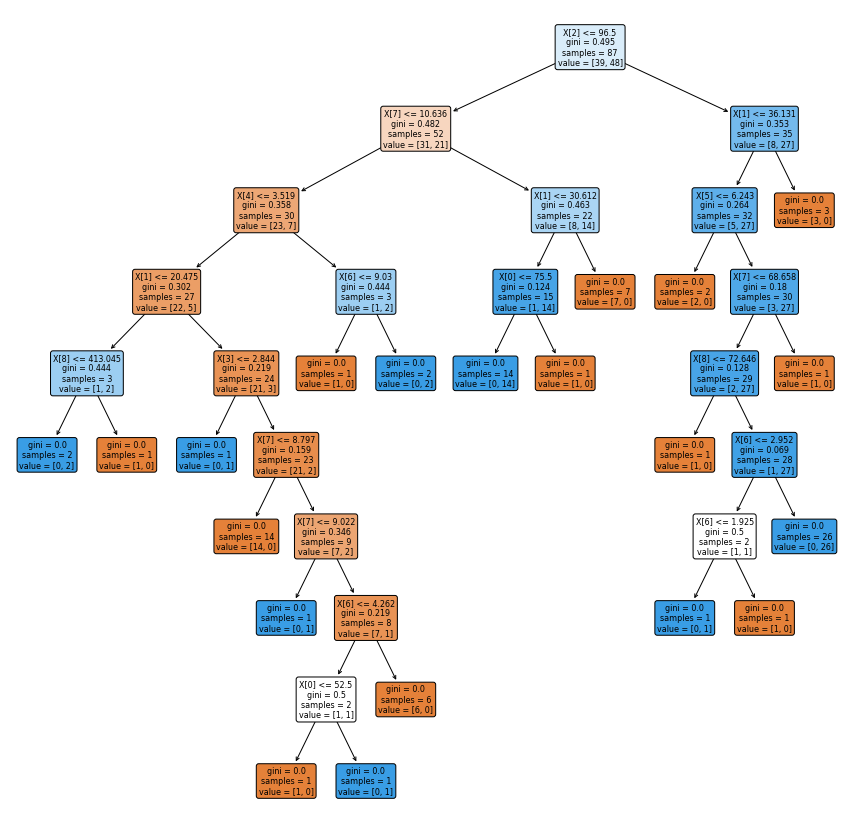 X[2] <= 96.5
gini = 0.495
samples = 87
value = [39, 48]
X[7] <= 10.636
gini = 0.482
samples = 52
value = [31, 21]
X[1] <= 36.131
gini = 0.353
samples = 35
value = [8, 27]
X[4] <= 3.519
gini = 0.358
samples = 30
value = [23, 7]
X[1] <= 30.612
gini = 0.463
samples = 22
value = [8, 14]
X[5] <= 6.243
gini = 0.264
samples = 32
value = [5, 27]
gini = 0.0
samples = 3
value = [3, 0]
X[1] <= 20.475
gini = 0.302
samples = 27
value = [22, 5]
X[6] <= 9.03
gini = 0.444
samples = 3
value = [1, 2]
X[0] <= 75.5
gini = 0.124
samples = 15
value = [1, 14]
gini = 0.0
samples = 7
value = [7, 0]
gini = 0.0
samples = 2
value = [2, 0]
X[7] <= 68.658
gini = 0.18
samples = 30
value = [3, 27]
X[8] <= 413.045
gini = 0.444
samples = 3
value = [1, 2]
X[3] <= 2.844
gini = 0.219
samples = 24
value = [21, 3]
gini = 0.0
samples = 1
value = [1, 0]
gini = 0.0
samples = 2
value = [0, 2]
gini = 0.0
samples = 14
value = [0, 14]
gini = 0.0
samples = 1
value = [1, 0]
X[8] <= 72.646
gini = 0.128
samples = 29
value = [2, 27]
gini = 0.0
samples = 1
value = [1, 0]
gini = 0.0
samples = 2
value = [0, 2]
gini = 0.0
samples = 1
value = [1, 0]
gini = 0.0
samples = 1
value = [0, 1]
X[7] <= 8.797
gini = 0.159
samples = 23
value = [21, 2]
gini = 0.0
samples = 1
value = [1, 0]
X[6] <= 2.952
gini = 0.069
samples = 28
value = [1, 27]
gini = 0.0
samples = 14
value = [14, 0]
X[7] <= 9.022
gini = 0.346
samples = 9
value = [7, 2]
X[6] <= 1.925
gini = 0.5
samples = 2
value = [1, 1]
gini = 0.0
samples = 26
value = [0, 26]
gini = 0.0
samples = 1
value = [0, 1]
X[6] <= 4.262
gini = 0.219
samples = 8
value = [7, 1]
gini = 0.0
samples = 1
value = [0, 1]
gini = 0.0
samples = 1
value = [1, 0]
X[0] <= 52.5
gini = 0.5
samples = 2
value = [1, 1]
gini = 0.0
samples = 6
value = [6, 0]
gini = 0.0
samples = 1
value = [1, 0]
gini = 0.0
samples = 1
value = [0, 1]